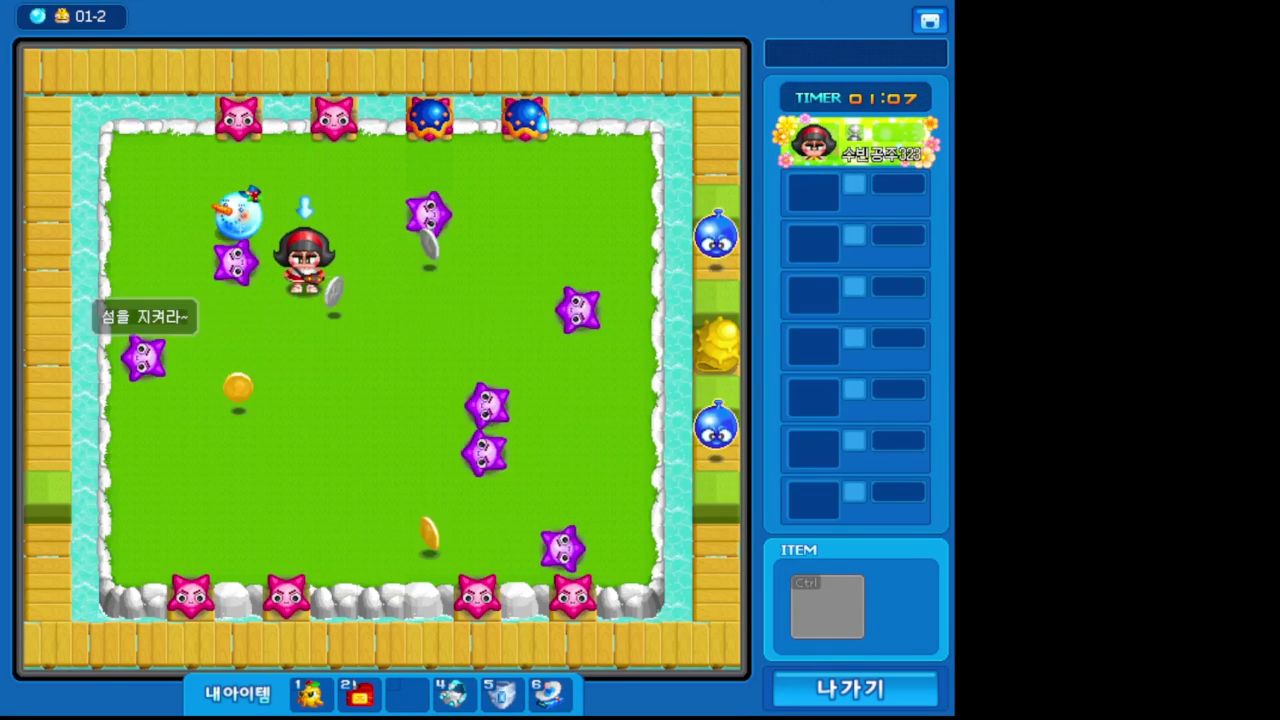 01-2
TIMER 01:07
수빈공주323
섬을 지켜라~
ITEM
Ctrl
내 아이템
1
2
4
5
6
나가기